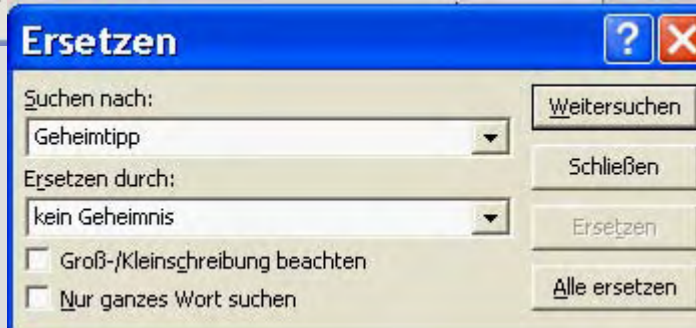 Ersetzen
Suchen nach:
Geheimtipp
Ersetzen durch:
kein Geheimnis
Groß-/Kleinschreibung beachten
Nur ganzes Wort suchen
Weitersuchen
Schließen
Ersetzen
Alle ersetzen